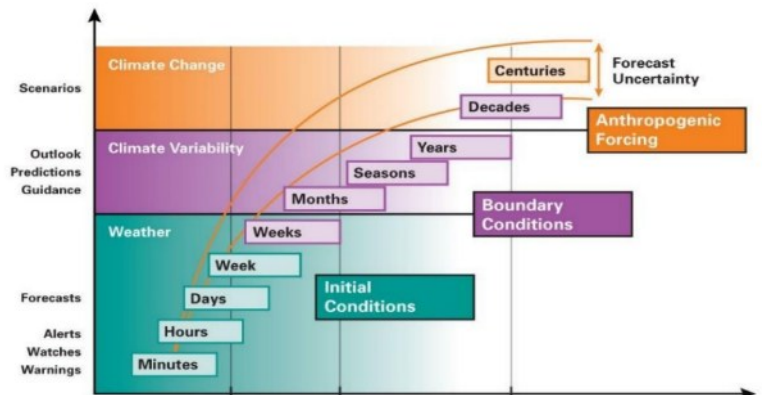 Climate Change
Centuries
Forecast
Uncertainty
Scenarios
Decades
Anthropogenic
Forcing
Climate Variability
Years
Outlook
Predictions
Guidance
Seasons
Months
Boundary
Conditions
Weather
Weeks
Week
Initial
Conditions
Forecasts
Days
Hours
Alerts
Watches
Warnings
Minutes